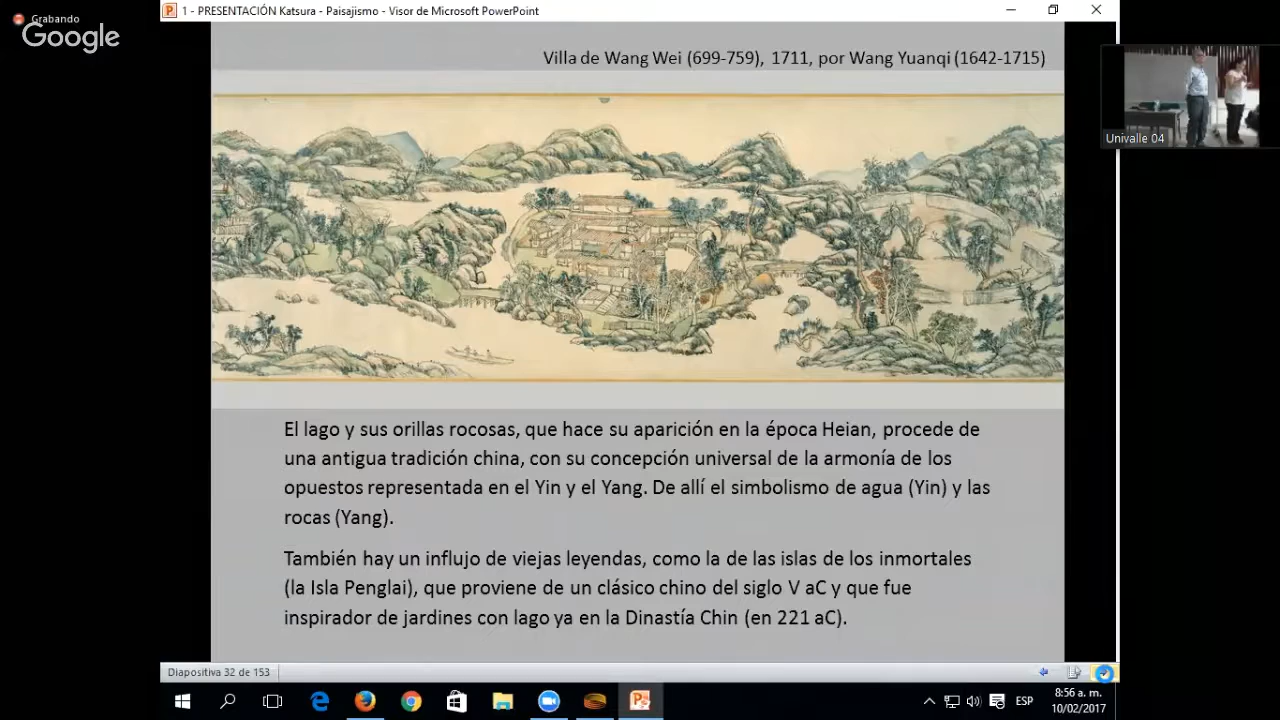 Grabando
Google
1 - PRESENTACIÓN Katsura - Paisajismo - Visor de Microsoft PowerPoint
Villa de Wang Wei (699-759), 1711, por Wang Yuanqi (1642-1715)
Univalle 04
El lago y sus orillas rocosas, que hace su aparición en la época Heian, procede de
una antigua tradición china, con su concepción universal de la armonía de los
opuestos representada en el Yin y el Yang. De allí el simbolismo de agua (Yin) y las
rocas (Yang).
También hay un influjo de viejas leyendas, como la de las islas de los inmortales
(la Isla Penglai), que proviene de un clásico chino del siglo V aC y que fue
inspirador de jardines con lago ya en la Dinastía Chin (en 221 aC).
Diapositiva 32 de 153
ESP
8:56 a. m.
10/02/2017